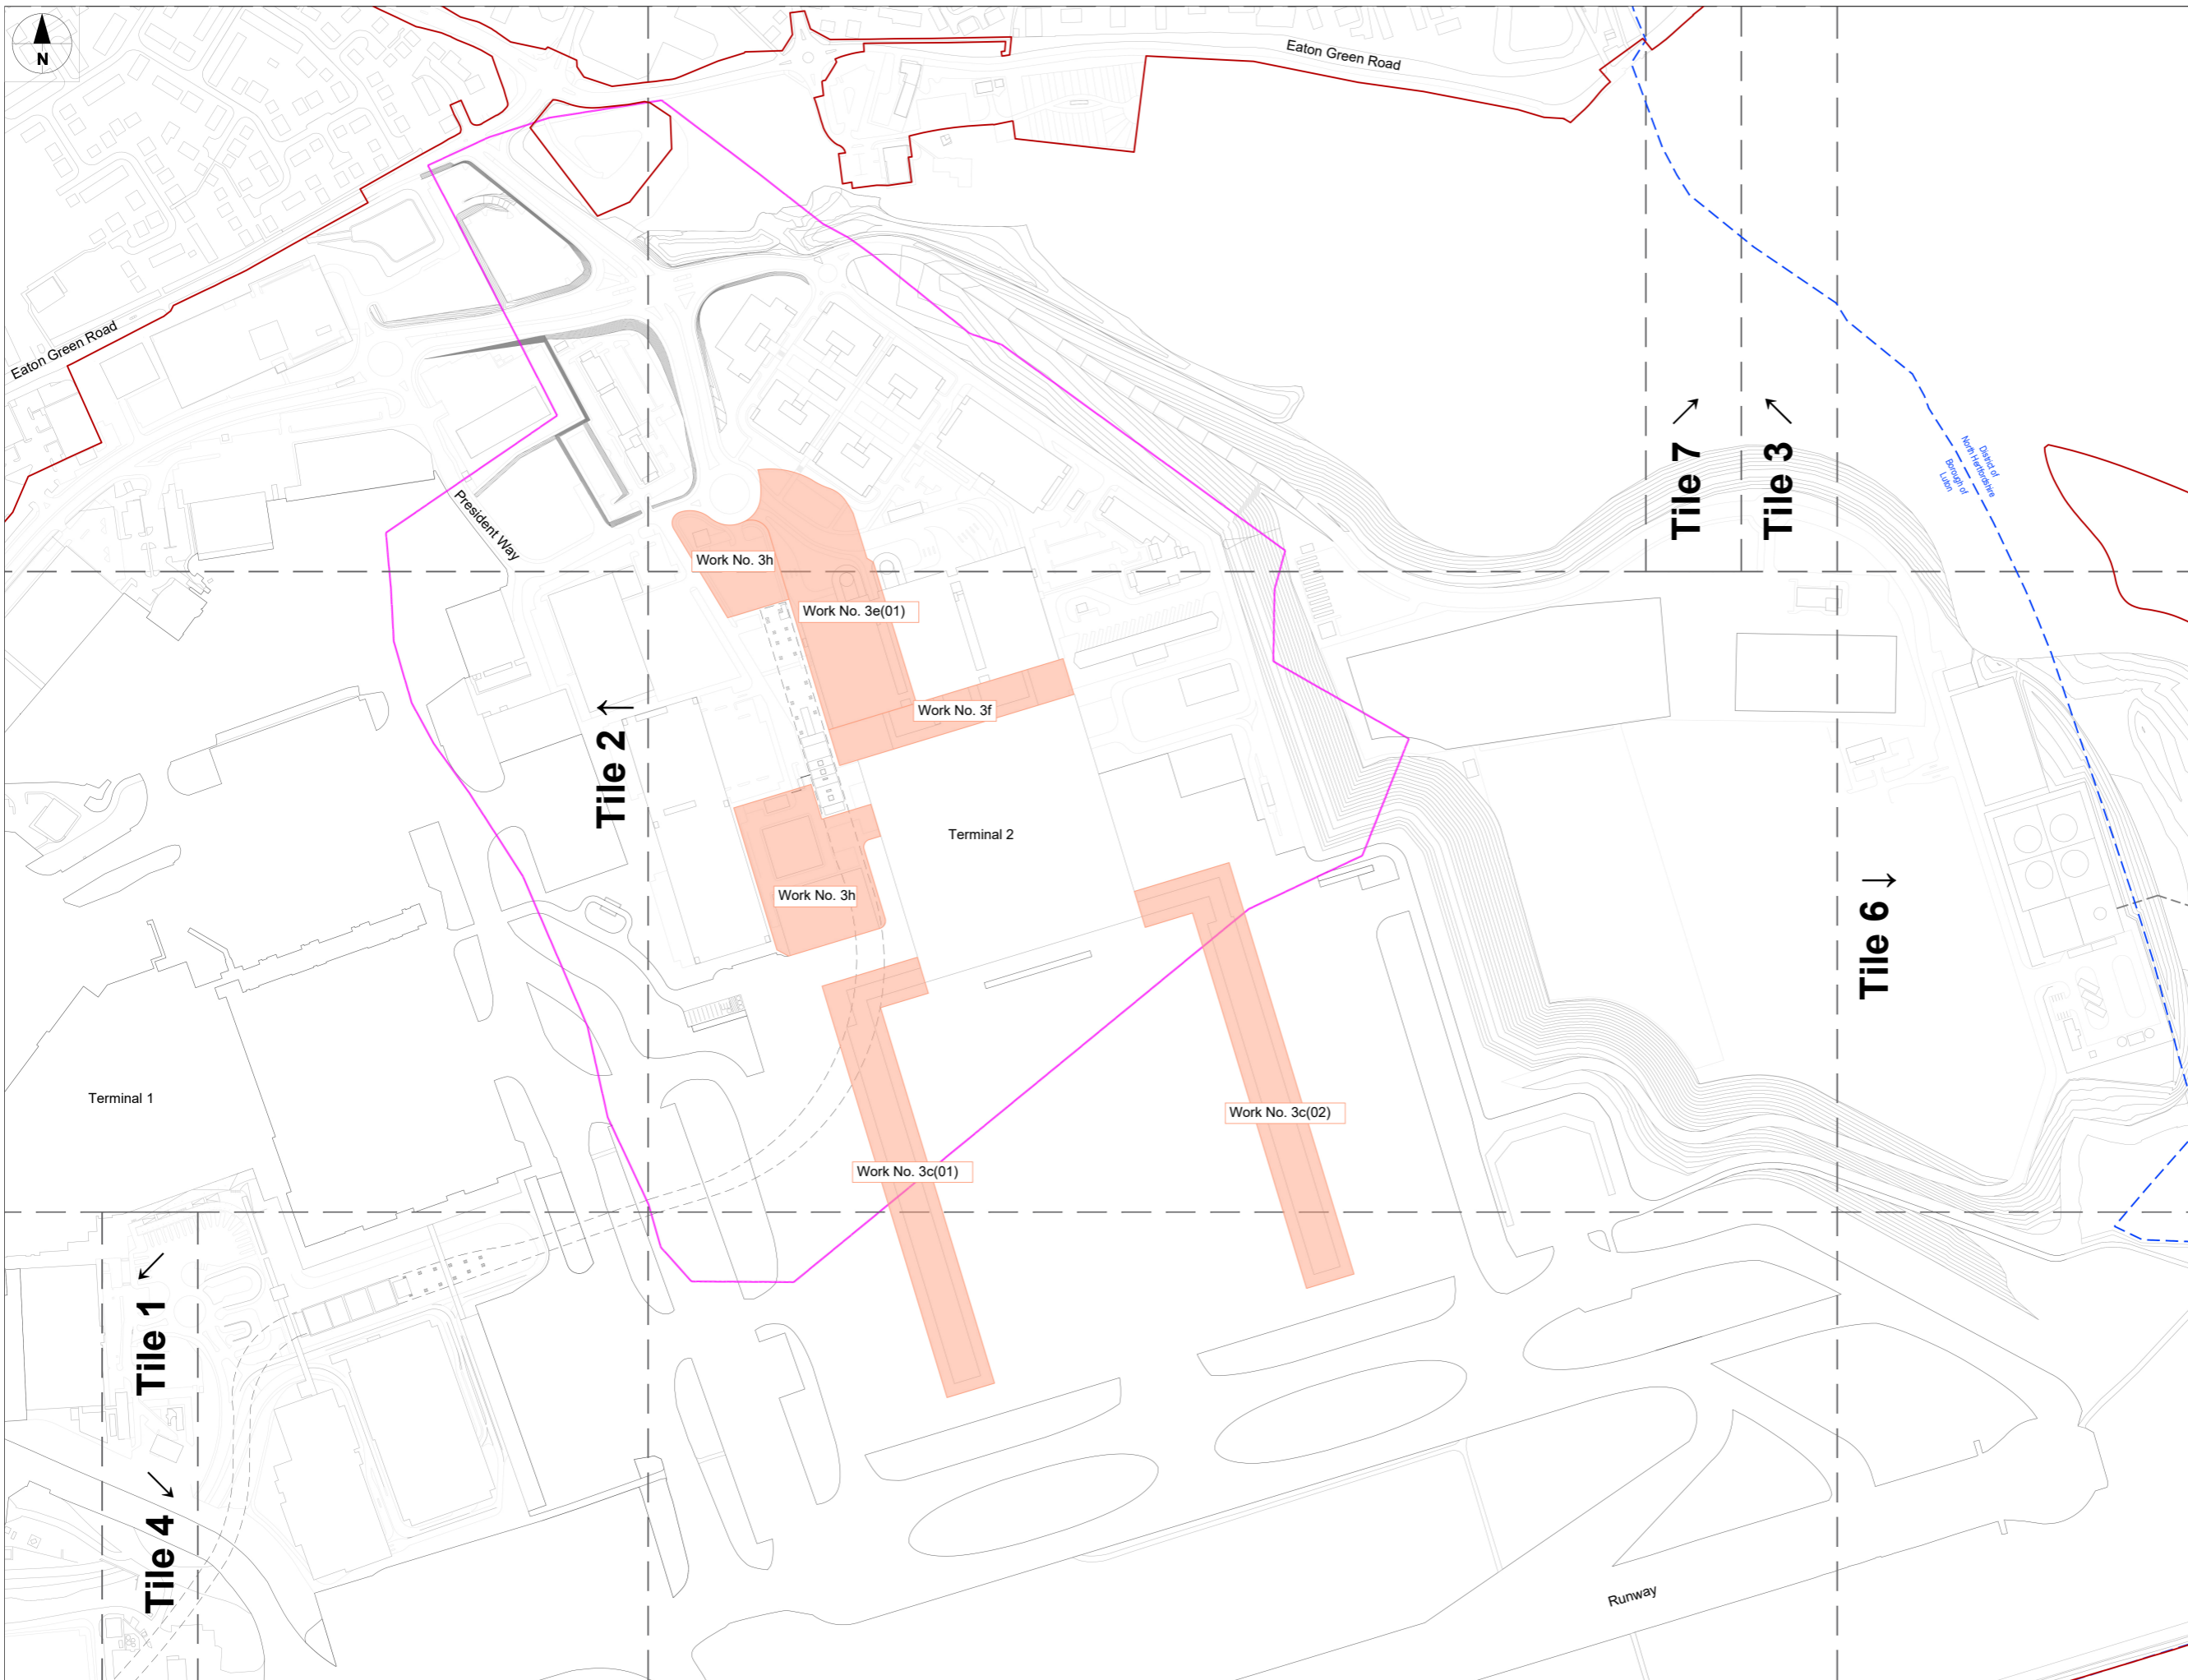 N
Eaton Green Road
Eaton Green Road
Tile 7
Tile 3
District of
North Hertfordshire
Borough of
Luton
President Way
Work No. 3h
Work No. 3e(01)
Work No. 3f
Tile 2
Terminal 2
Work No. 3h
Tile 6
Terminal 1
Work No. 3c(02)
Work No. 3c(01)
Tile 1
Tile 4
Runway